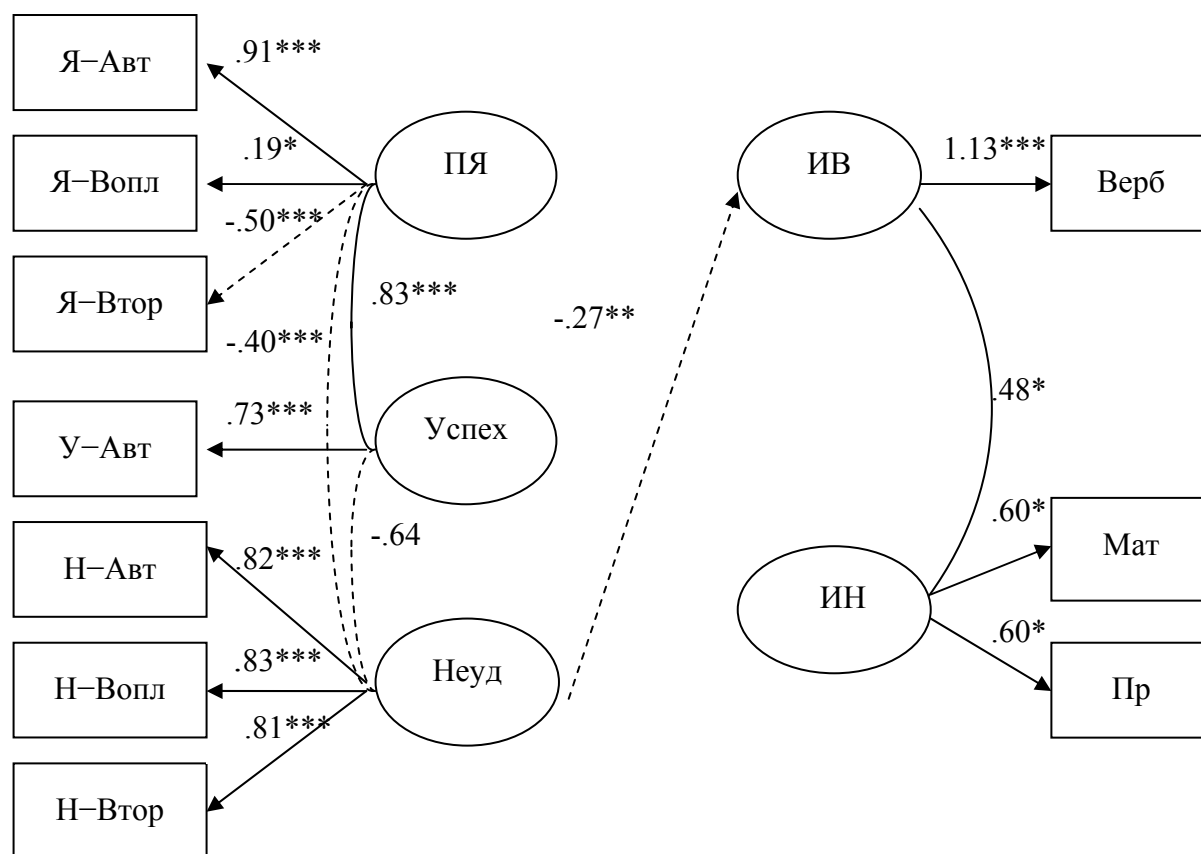 Я−Авт
.91***
ПЯ
ИВ
1.13***
Верб
Я−Вопл
.19*
-.50***
Я−Втор
.83***
-.40***
-.27**
.48*
У−Авт
.73***
Успех
Н−Авт
.82***
-.64
.60*
Мат
ИН
Н−Вопл
.83***
Неуд
.60*
Пр
.81***
Н−Втор